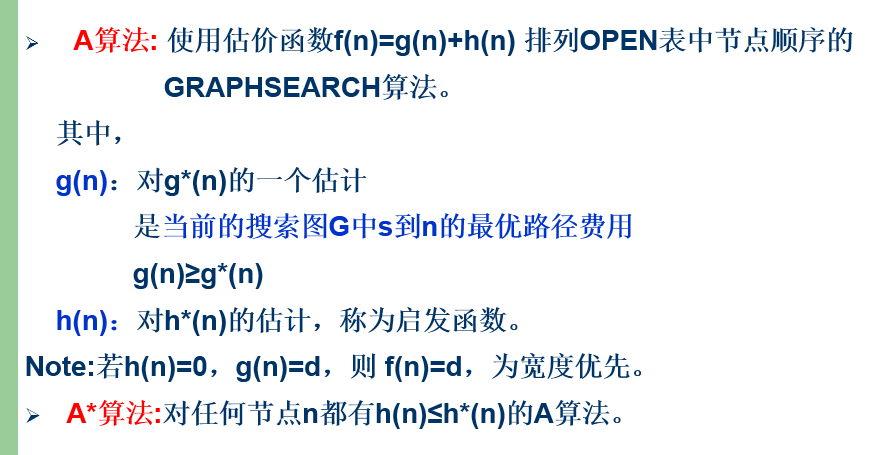 ➢ A算法: 使用估价函数f(n)=g(n)+h(n) 排列OPEN表中节点顺序的
GRAPHSEARCH算法。
其中，
g(n)：对g*(n)的一个估计
是当前的搜索图G中s到n的最优路径费用
g(n)≥g*(n)
h(n)：对h*(n)的估计，称为启发函数。
Note:若h(n)=0，g(n)=d，则 f(n)=d，为宽度优先。
➢ A*算法:对任何节点n都有h(n)≤h*(n)的A算法。